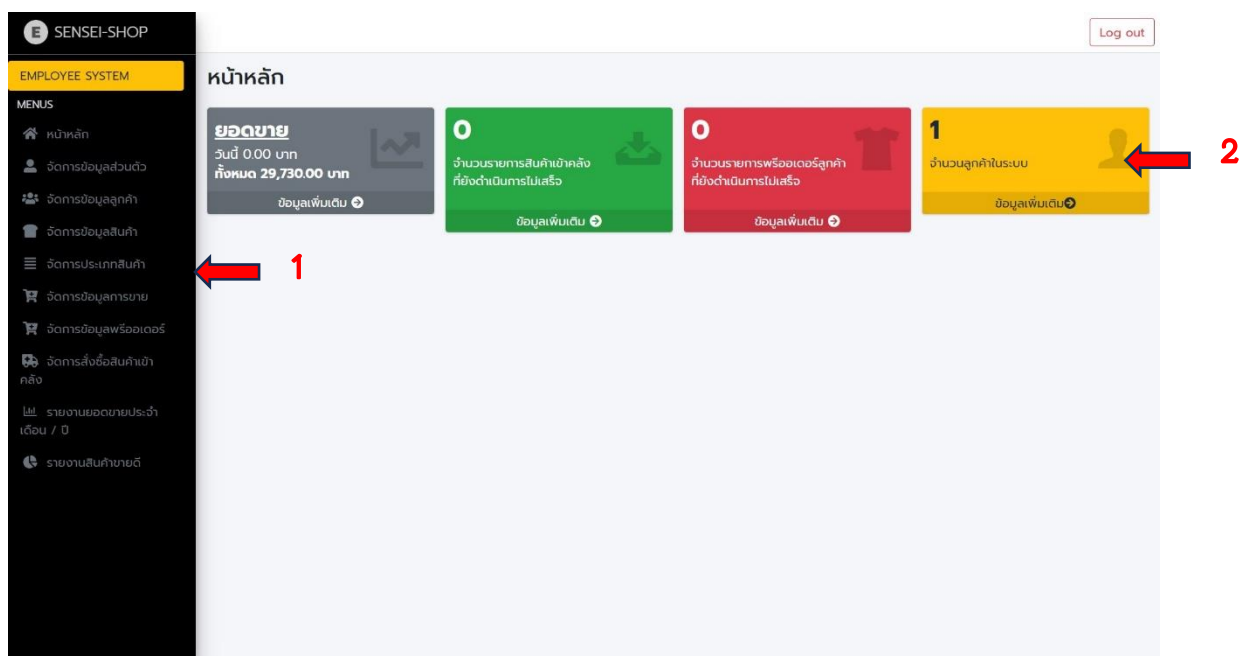 E SENSEI-SHOP
Log out
EMPLOYEE SYSTEM
MENUS
หน้าหลัก
จัดการข้อมูลส่วนตัว
จัดการข้อมูลลูกค้า
จัดการข้อมูลสินค้า
จัดการประเภทสินค้า
จัดการข้อมูลการขาย
จัดการข้อมูลพรีออเดอร์
จัดการสั่งซื้อสินค้าเข้า
คลัง
รายงานยอดขายประจำ
เดือน / ปี
รายงานสินค้าขายดี
หน้าหลัก
ยอดขาย
วันนี้ 0.00 บาท
ทั้งหมด 29,730.00 บาท
ข้อมูลเพิ่มเติม
0
จำนวนรายการสินค้าเข้าคลัง
ที่ยังดำเนินการไม่เสร็จ
ข้อมูลเพิ่มเติม
0
จำนวนรายการพรีออเดอร์ลูกค้า
ที่ยังดำเนินการไม่เสร็จ
ข้อมูลเพิ่มเติม
1
จำนวนลูกค้าในระบบ
ข้อมูลเพิ่มเติม
1
2